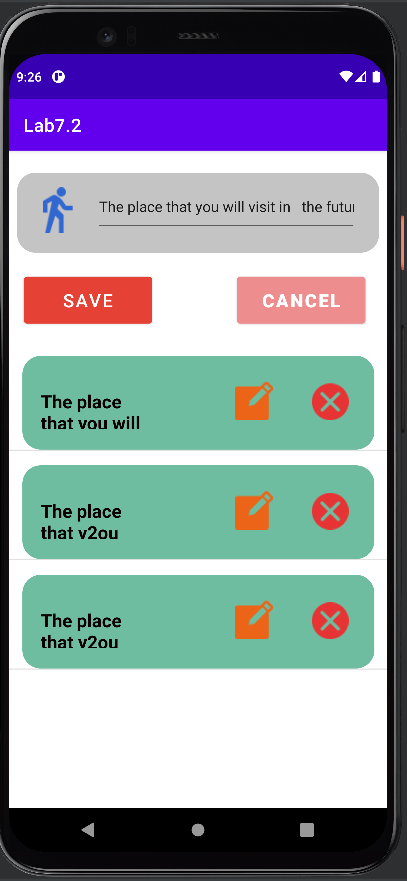 9:26
Lab7.2
The place that you will visit in the futur
SAVE CANCEL
The place
that you will
The place
that v2ou
The place
that v2ou